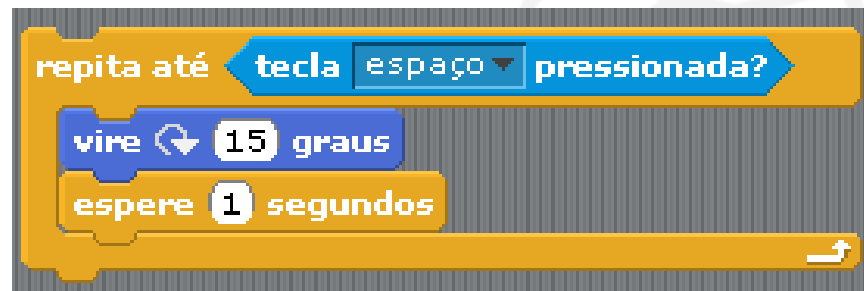 repita até tecla espaço pressionada?
vire 15 graus
espere 1 segundos